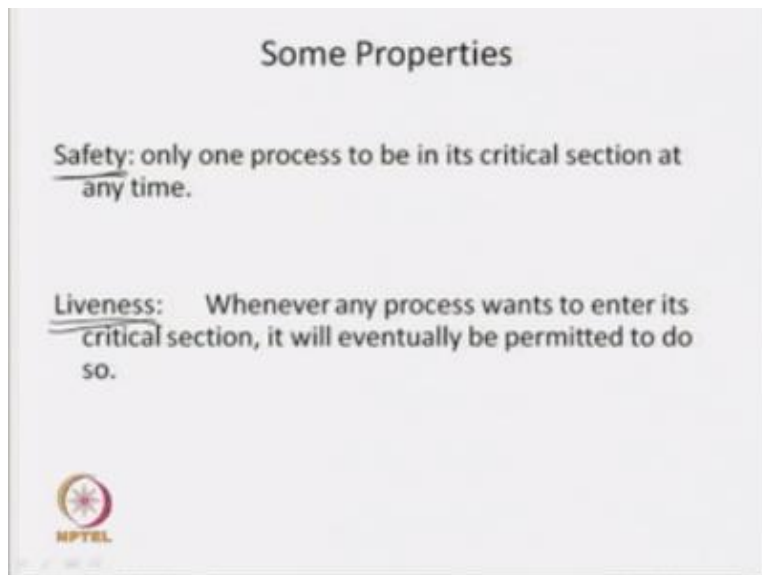 Some Properties
Safety: only one process to be in its critical section at
any time.
Liveness: Whenever any process wants to enter its
critical section, it will eventually be permitted to do
so.
NPTEL